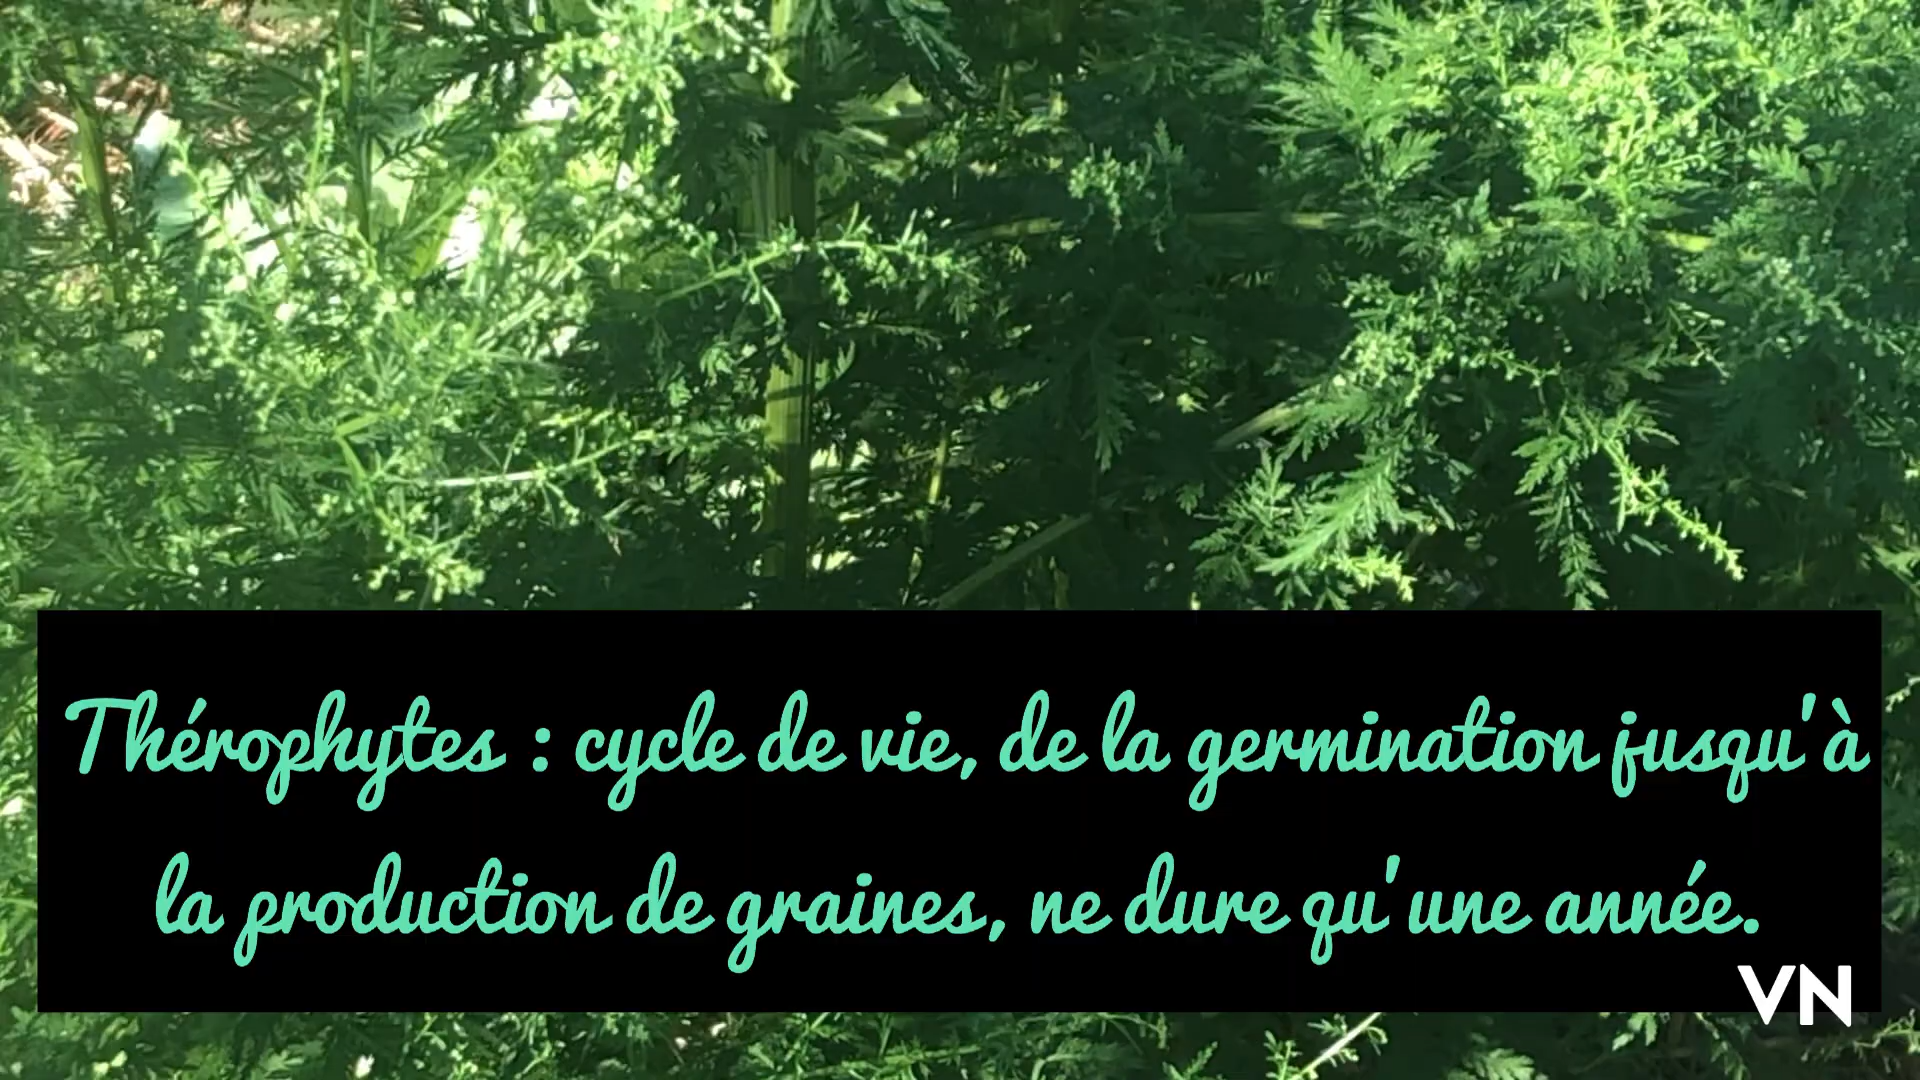 Thérophytes : cycle de vie, de la germination jusqu'à
la production de graines, ne dure qu'une année.
VN